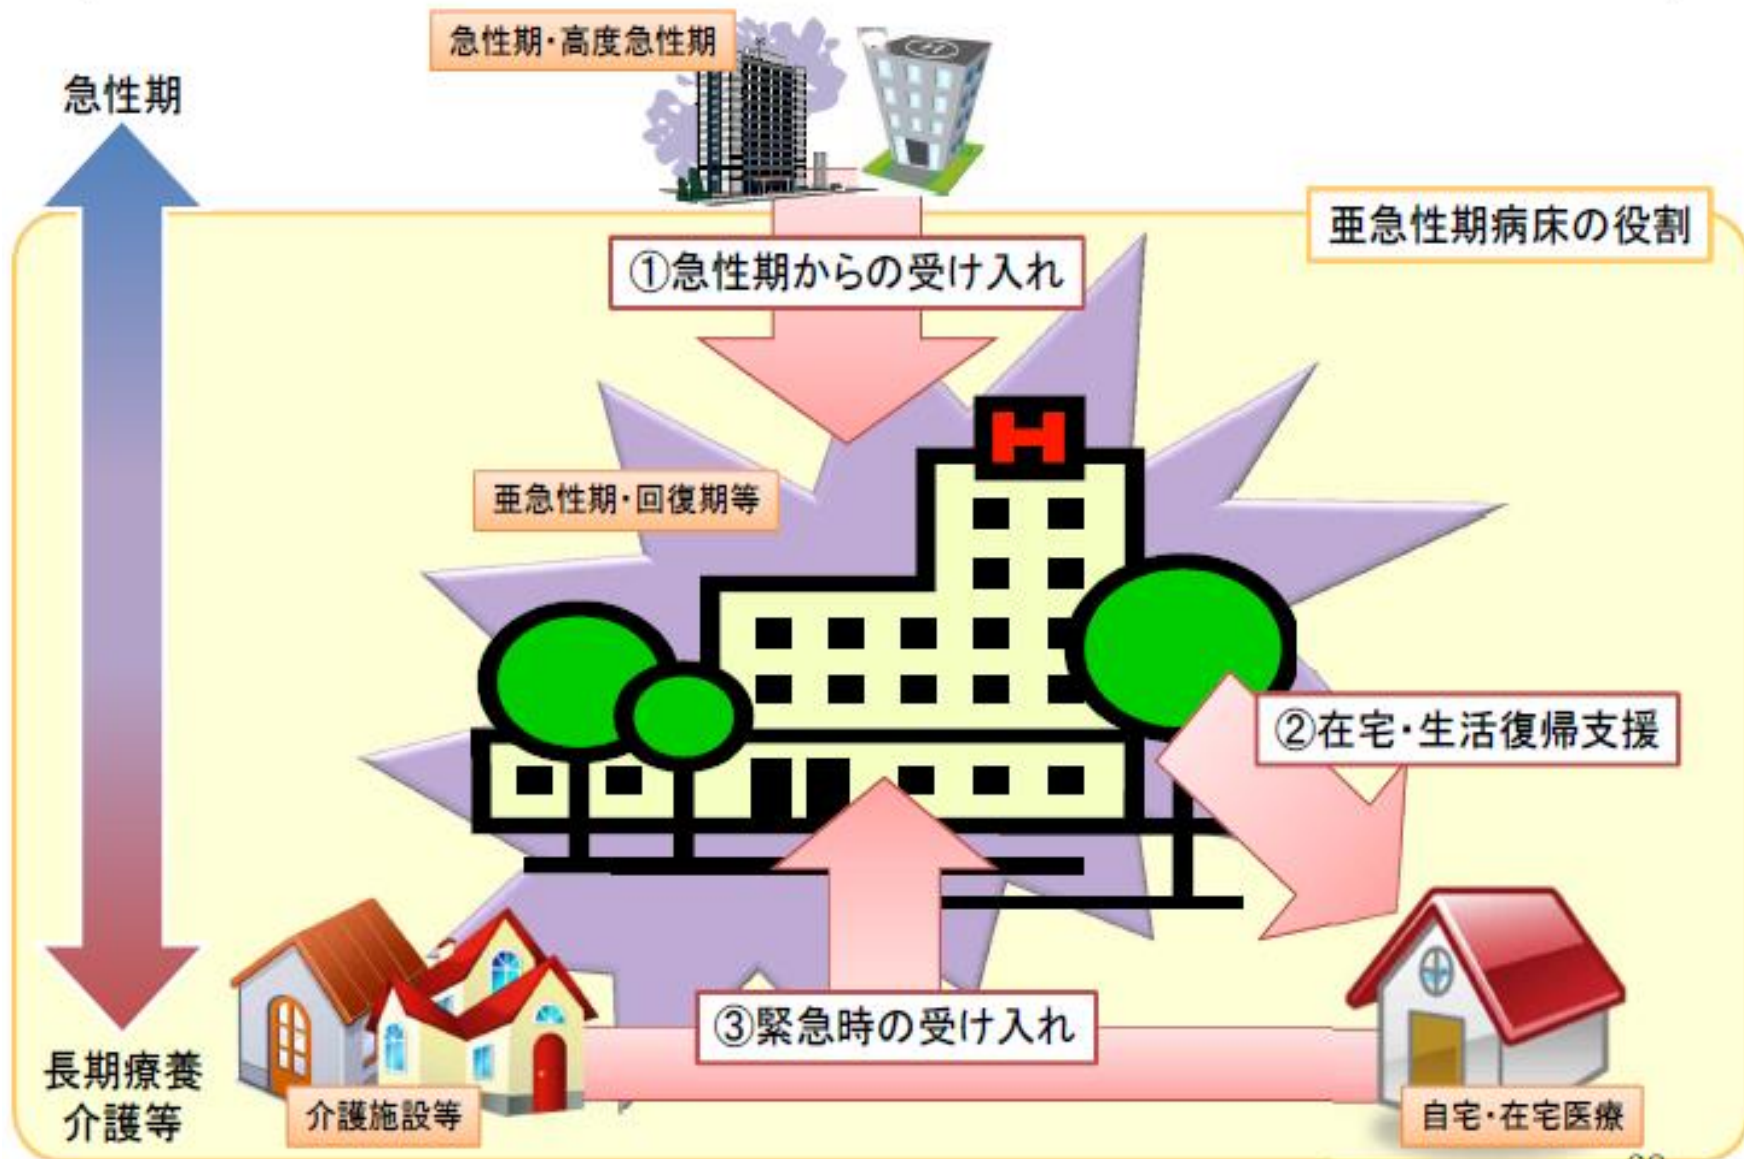 急性期・高度急性期
急性期
亜急性期病床の役割
①急性期からの受け入れ
H
亜急性期・回復期等
②在宅・生活復帰支援
③緊急時の受け入れ
長期療養
介護等
介護施設等
自宅・在宅医療